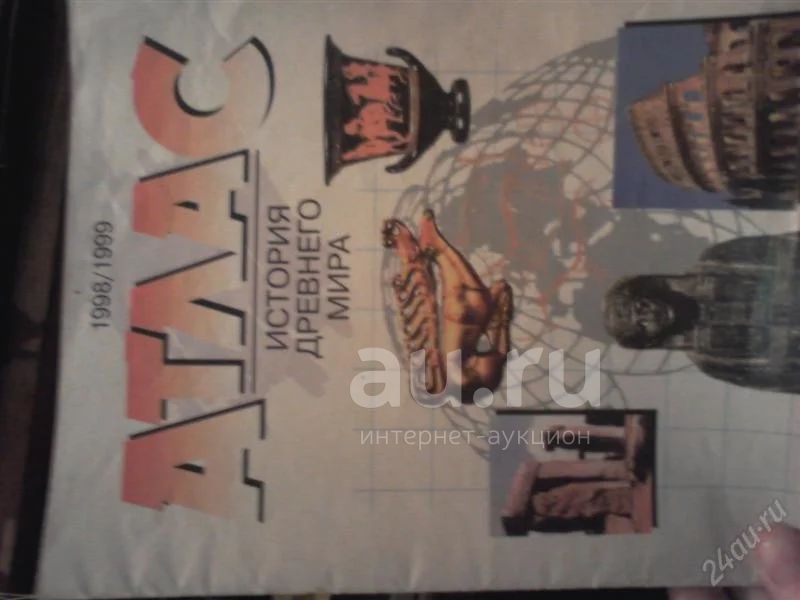 1998/1999
АТЛАС
ИСТОРИЯ
ДРЕВНЕГО
МИРА
au.ru
интернет-аукцион
24au.ru